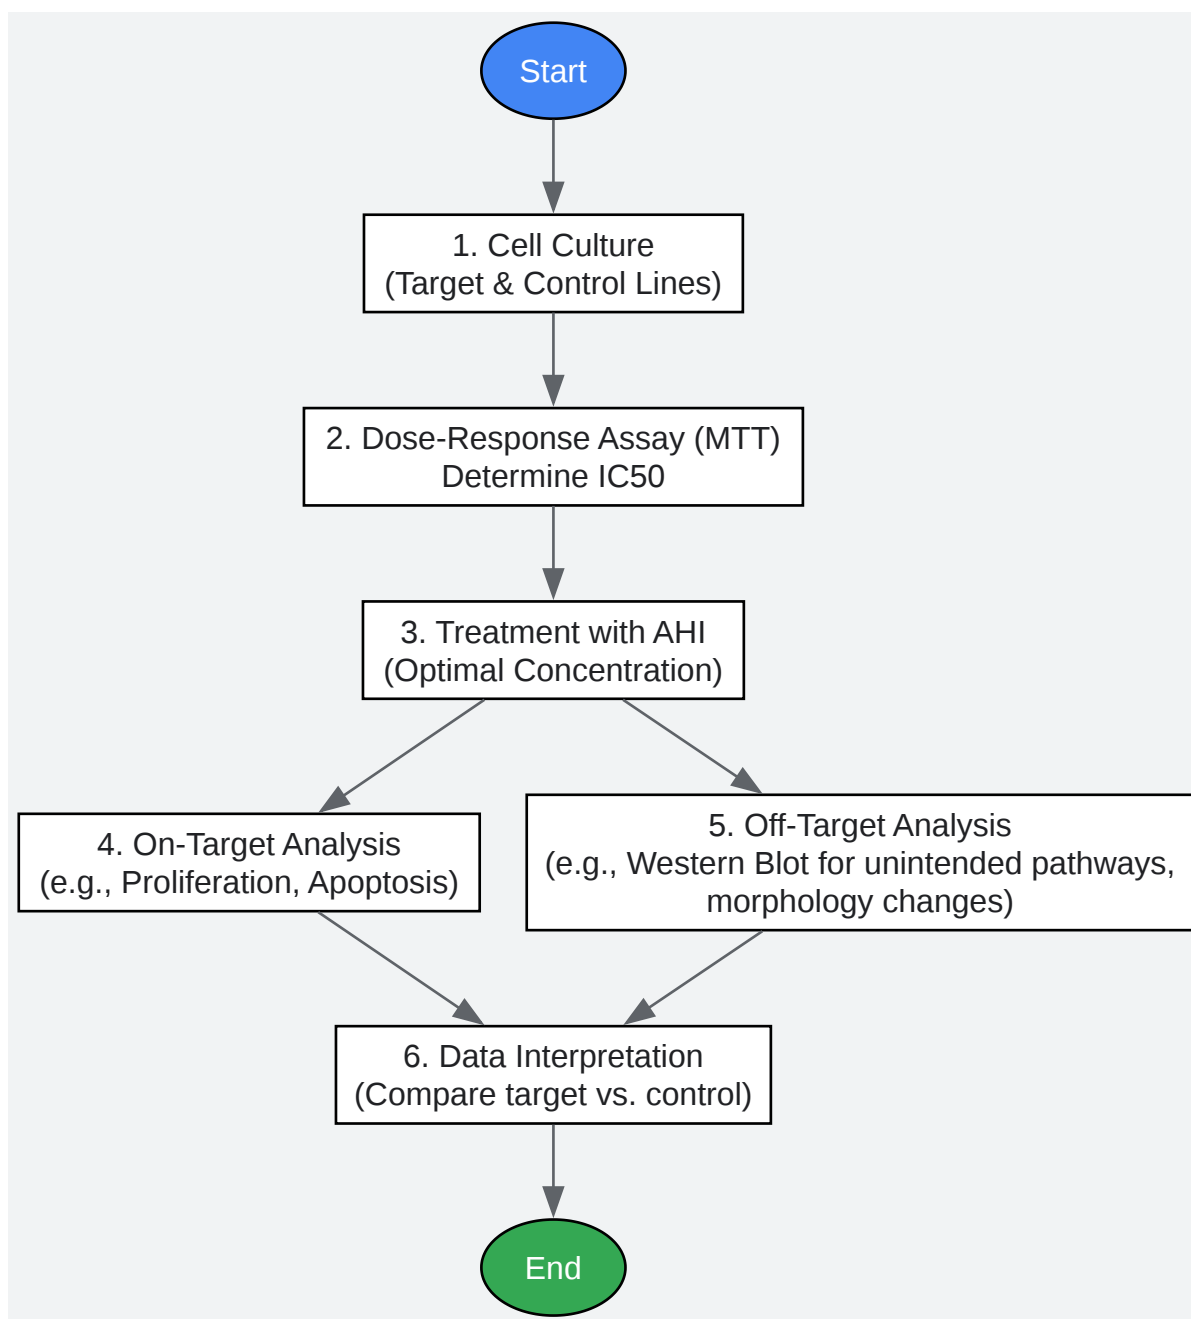 Start
1. Cell Culture
(Target & Control Lines)
2. Dose-Response Assay (MTT)
Determine IC50
3. Treatment with AHI
(Optimal Concentration)
4. On-Target Analysis
(e.g., Proliferation, Apoptosis)
5. Off-Target Analysis
(e.g., Western Blot for unintended pathways,
morphology changes)
6. Data Interpretation
(Compare target vs. control)
End